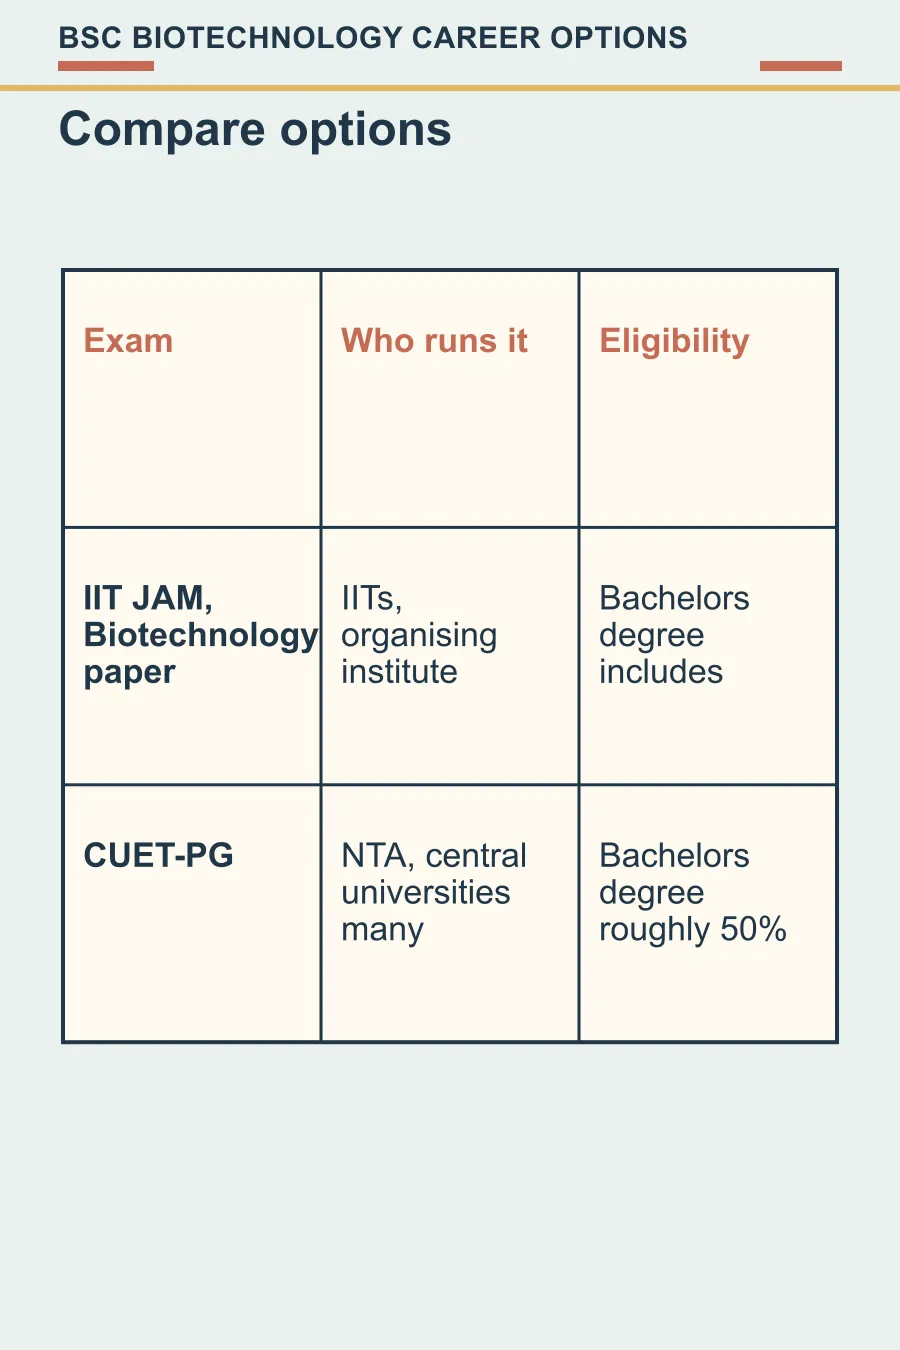 BSC BIOTECHNOLOGY CAREER OPTIONS
Compare options
Exam
Who runs it
Eligibility
IIT JAM,
Biotechnology
paper
IITs,
organising
institute
Bachelors
degree
includes
CUET-PG
NTA, central
universities
many
Bachelors
degree
roughly 50%